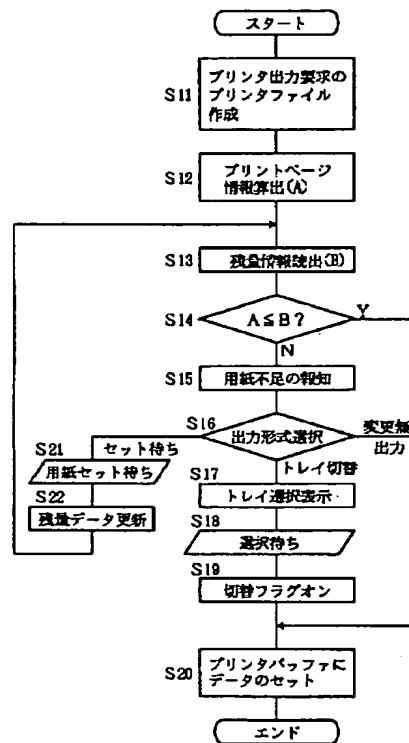 スタート
S11
プリンタ出力要求の
プリンタファイル
作成
S12
プリントページ
情報算出(A)
S13
残量情報読出(B)
S14
A≦B?
Y
N
S15
用紙不足の報知
S16
出力形式選択
変更無
出力
セット待ち
S21
用紙セット待ち
S22
残量データ更新
トレイ切替
S17
トレイ選択表示
S18
選択待ち
S19
切替フラグオン
S20
プリンタバッファに
データのセット
エンド